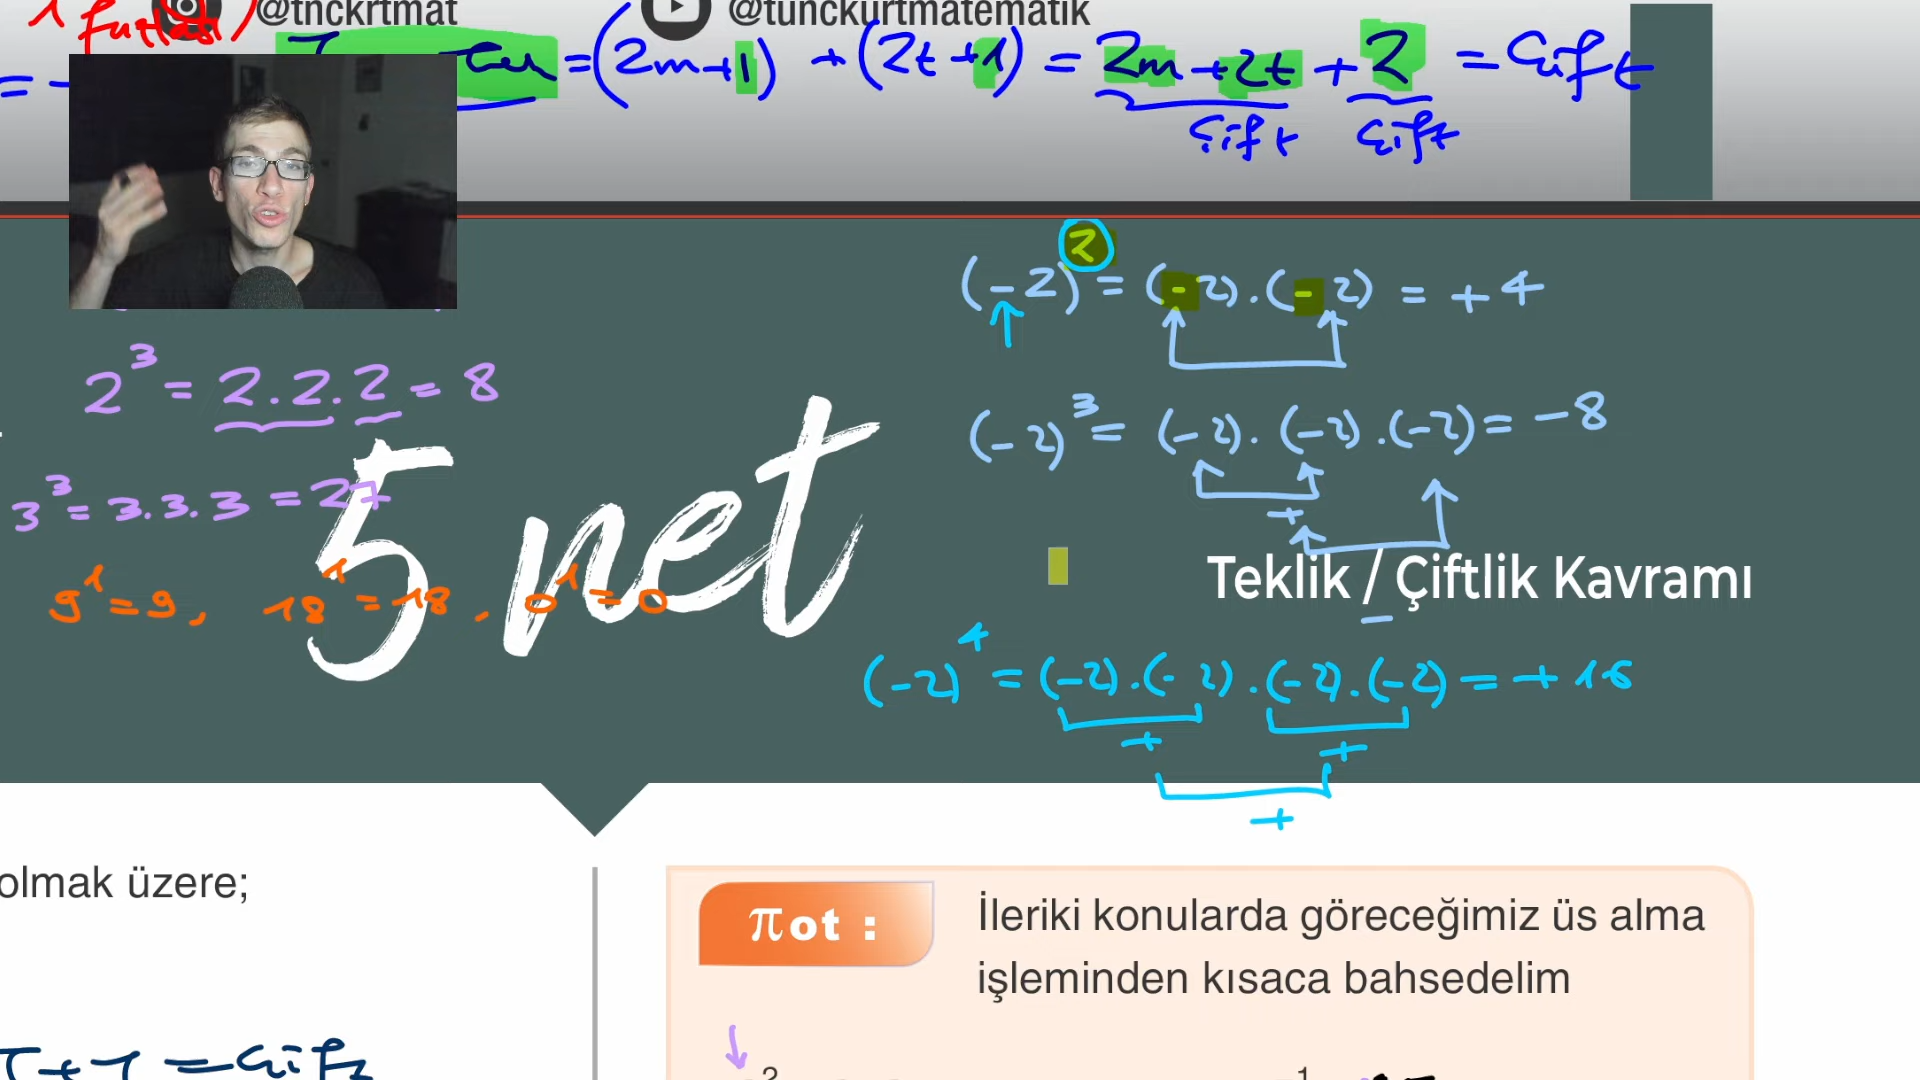 @tnckrtmat @tunckurtmatematik
= (2m+1) + (2t+1) = 2m+2t + 2 = Çift
Çift Çift
(-2)² = (-2).(-2) = +4
2³ = 2.2.2 = 8
(-2)³ = (-2).(-2).(-2) = -8
+
3³ = 3.3.3 = 27
5 net
Teklik / Çiftlik Kavramı
9¹ = 9, 18¹ = 18, 0¹ = 0
(-2)⁴ = (-2).(-2).(-2).(-2) = +16
+ +
+
olmak üzere;
πot :
İleriki konularda göreceğimiz üs alma
işleminden kısaca bahsedelim
T+T = Çift